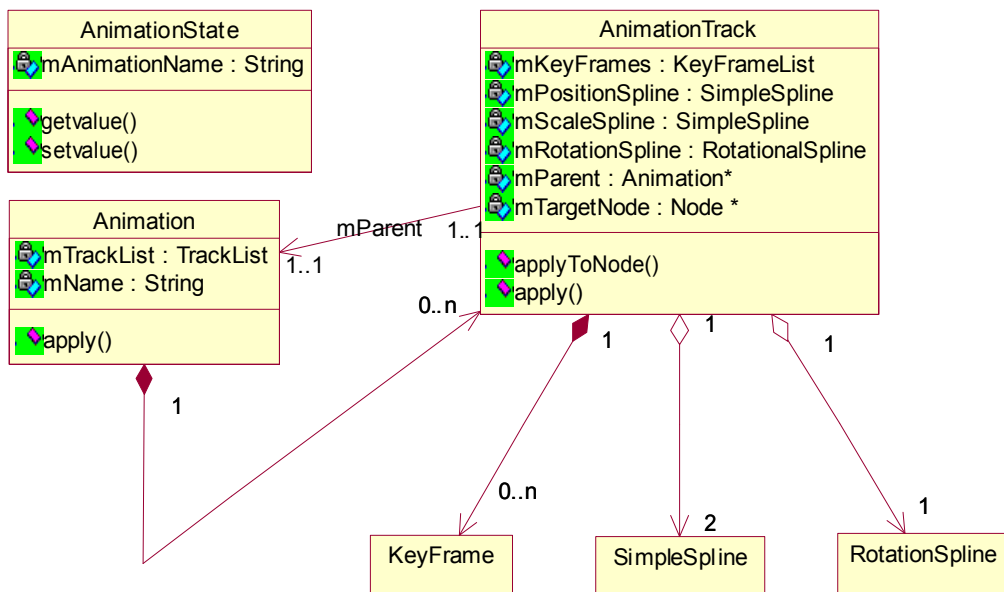 AnimationState
mAnimationName : String
getvalue()
setvalue()
AnimationTrack
mKeyFrames : KeyFrameList
mPositionSpline : SimpleSpline
mScaleSpline : SimpleSpline
mRotationSpline : RotationalSpline
mParent : Animation*
mTargetNode : Node *
applyToNode()
apply()
Animation
mTrackList : TrackList
mName : String
apply()
mParent
1..1
1..1
0..n
1
1
1
1
0..n
2
1
KeyFrame
SimpleSpline
RotationSpline